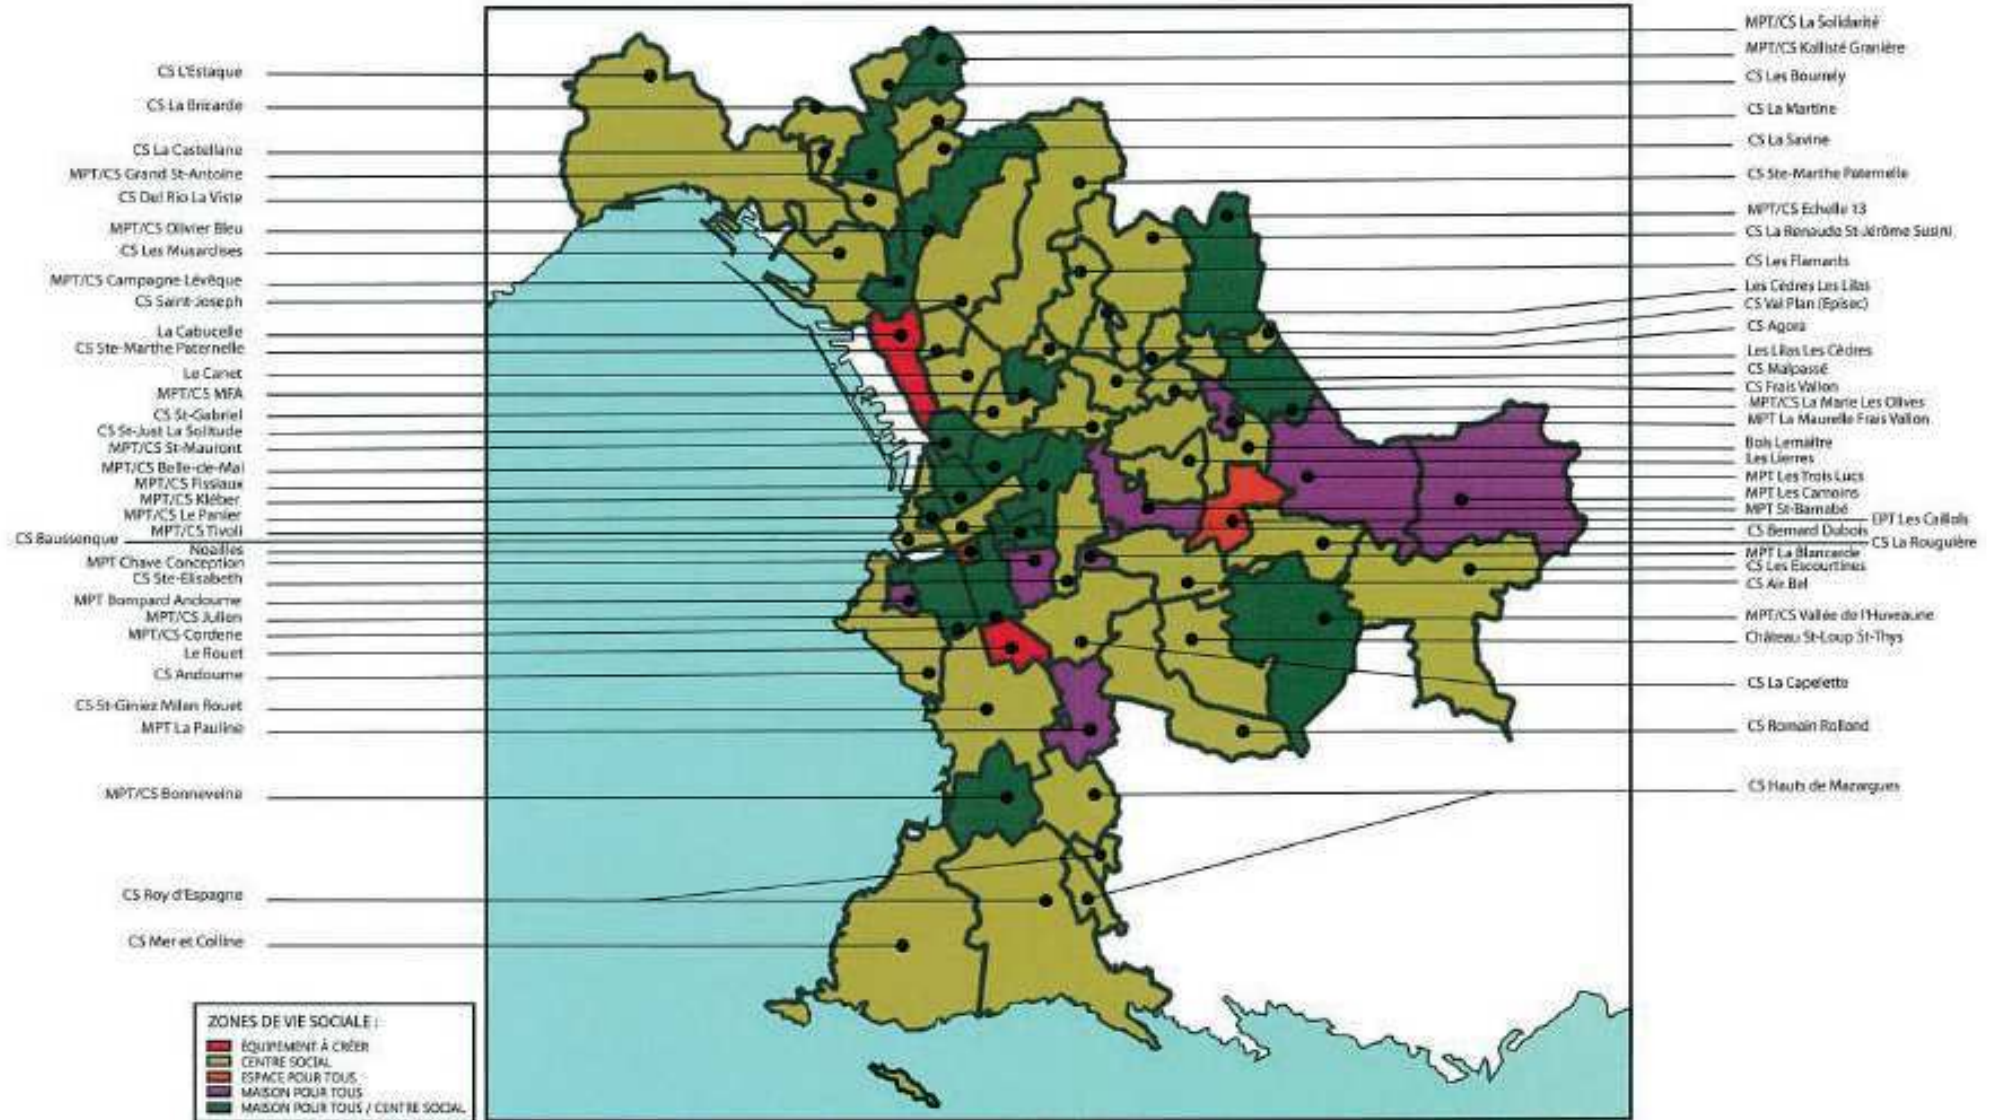 CS L'Estaque
CS La Bricarde
CS La Castellane
MPT/CS Grand St-Antoine
CS Del Rio La Viste
MPT/CS Olivier Bleu
CS Les Musardises
MPT/CS Campagne Lévêque
CS Saint-Joseph
La Cabucelle
CS Ste-Marthe Paternelle
Le Canet
MPT/CS MFA
CS St-Gabriel
CS St-Just La Solitude
MPT/CS St-Mauront
MPT/CS Belle-de-Mai
MPT/CS Fissiaux
MPT/CS Kléber
MPT/CS Le Panier
MPT/CS Tivoli
CS Baussenque
Noailles
MPT Chave Conception
CS Ste-Elisabeth
MPT Bompard Andoume
MPT/CS Julien
MPT/CS Corderie
Le Rouet
CS Andoume
CS St-Giniez Milan Rouet
MPT La Pauline
MPT/CS Bonneveine
CS Roy d'Espagne
CS Mer et Colline
MPT/CS La Solidarité
MPT/CS Kallisté Granière
CS Les Bourrely
CS La Martine
CS La Savine
CS Ste-Marthe Paternelle
MPT/CS Echelle 13
CS La Renaude St-Jérôme Susini
CS Les Flamants
Les Cèdres Les Lilas
CS Val Plan (Episec)
CS Agora
Les Lilas Les Cèdres
CS Malpassé
CS Frais Vallon
MPT/CS La Marie Les Olives
MPT La Maurelle Frais Vallon
Bois Lemaître
Les Lierres
MPT Les Trois Lucs
MPT Les Camoins
MPT St-Barnabé
EPT Les Caillols
CS Bernard Dubois
CS La Rouguière
MPT La Blancarde
CS Les Escourtines
CS Air Bel
MPT/CS Vallée de l'Huveaune
Château St-Loup St-Thys
CS La Capelette
CS Romain Rolland
CS Hauts de Mazargues
ZONES DE VIE SOCIALE :
ÉQUIPEMENT À CRÉER
CENTRE SOCIAL
ESPACE POUR TOUS
MAISON POUR TOUS
MAISON POUR TOUS / CENTRE SOCIAL